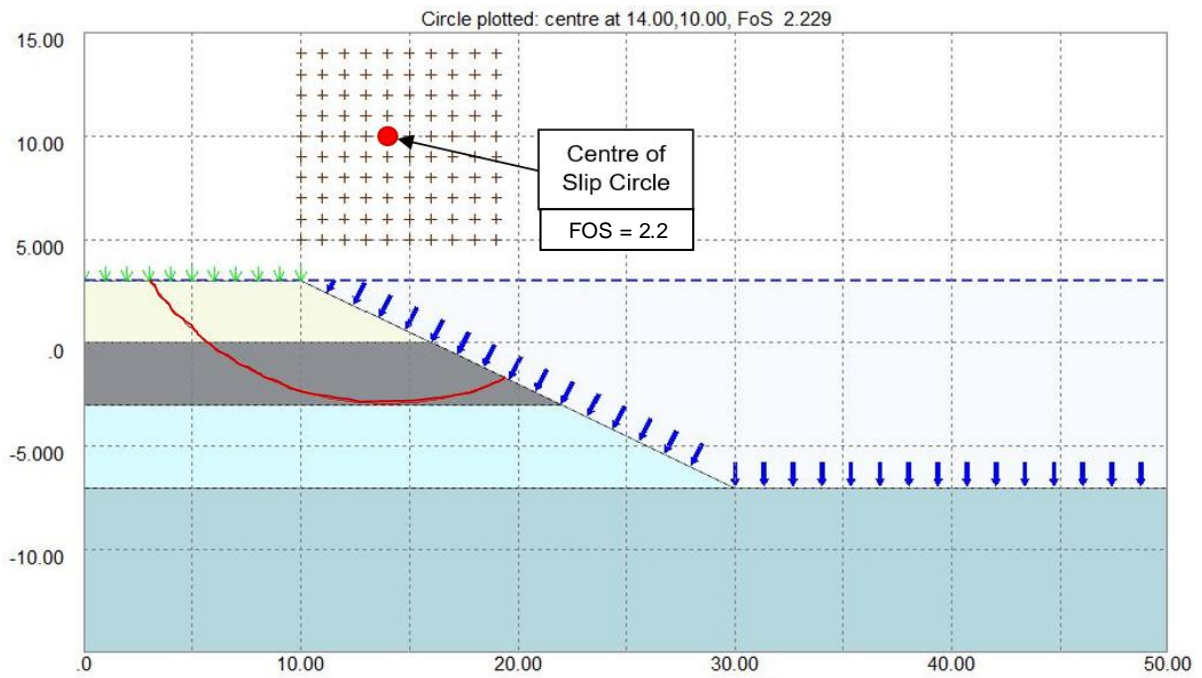 Circle plotted: centre at 14.00,10.00, FoS 2.229
15.00
10.00
Centre of
Slip Circle
FOS = 2.2
5.000
.0
-5.000
-10.00
.0 10.00 20.00 30.00 40.00 50.00